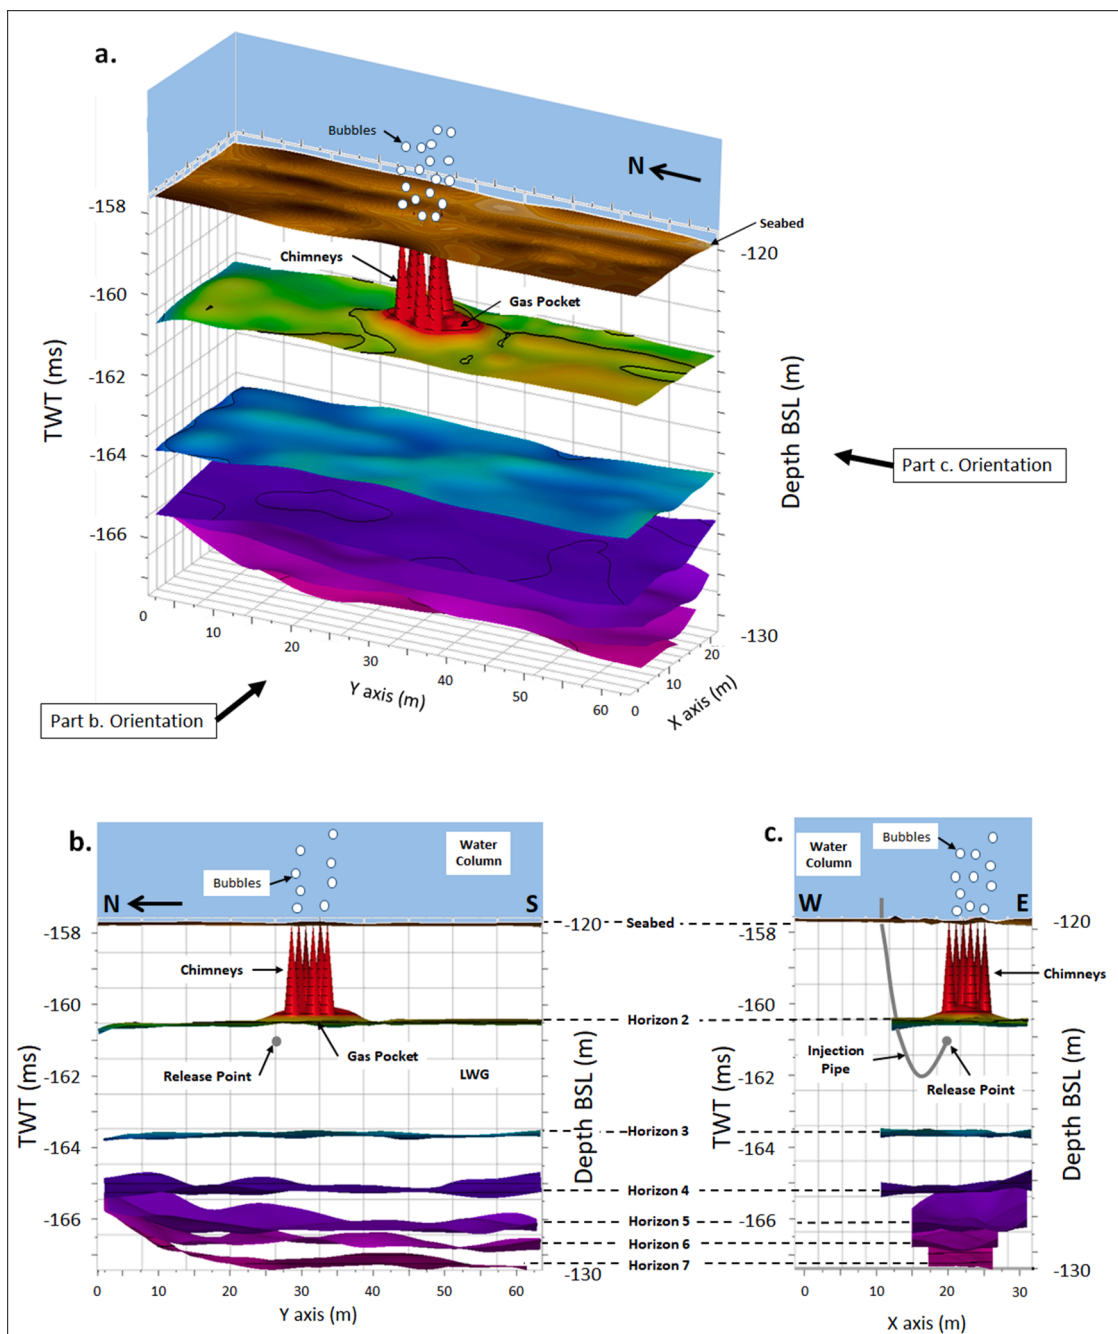 a.
Bubbles
N
-158
Seabed
-120
Chimneys
-160
Gas Pocket
TWT (ms)
-162
Depth BSL (m)
-164
Part c. Orientation
-166
0
10
20
30
40
50
60
Y axis (m)
-130
20
10
0
X axis (m)
Part b. Orientation
b.
Water
Column
Bubbles
N
S
-158
-120
Chimneys
-160
Gas Pocket
Release Point
LWG
-162
TWT (ms)
Depth BSL (m)
-164
-166
-130
0
10
20
30
40
50
60
Y axis (m)
Seabed
Horizon 2
Horizon 3
Horizon 4
Horizon 5
Horizon 6
Horizon 7
c.
Water
Column
Bubbles
W
E
-158
-120
Chimneys
-160
Injection
Pipe
Release Point
-162
TWT (ms)
Depth BSL (m)
-164
-166
-130
0
10
20
30
X axis (m)